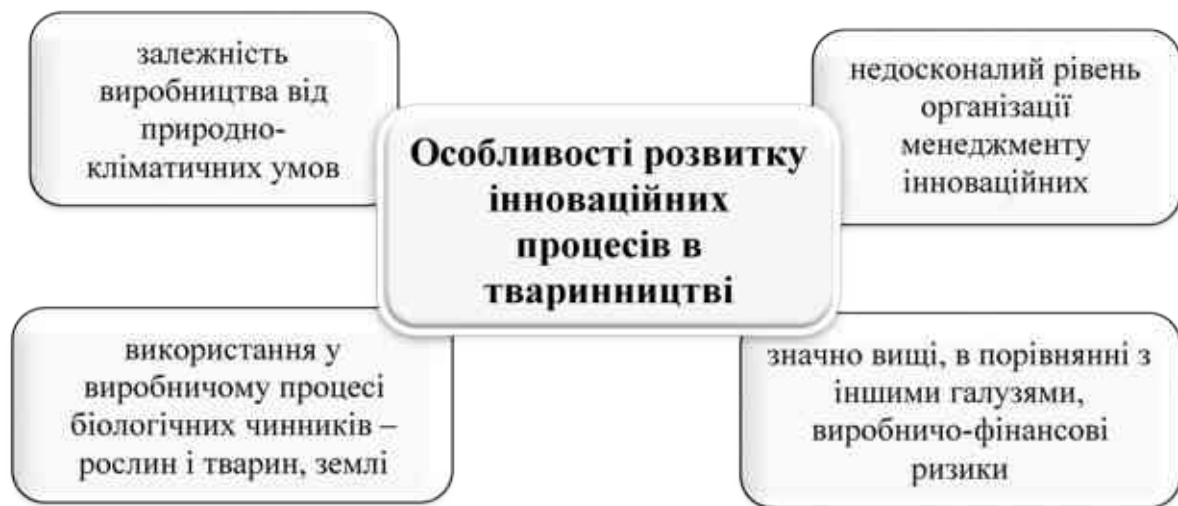 залежність
виробництва від
природно-
кліматичних умов
недосконалий рівень
організації
менеджменту
інноваційних
Особливості розвитку
інноваційних
процесів в
тваринництві
використання у
виробничому процесі
біологічних чинників –
рослин і тварин, землі
значно вищі, в порівнянні з
іншими галузями,
виробничо-фінансові
ризики